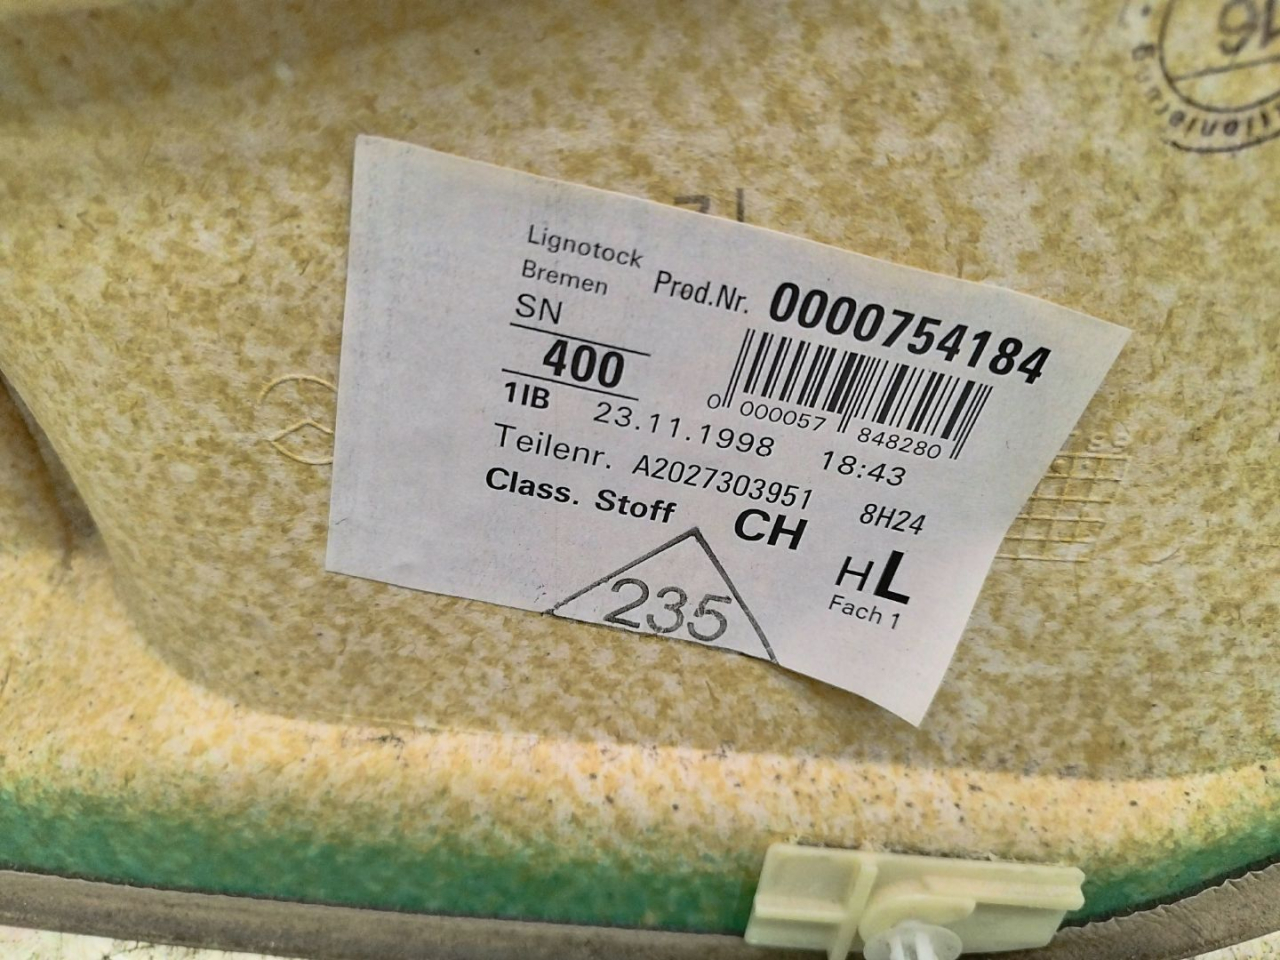 16
Lignotock
Bremen
Prod.Nr. 0000754184
SN
400
0 000057 848280
1IB 23.11.1998 18:43
Teilenr. A2027303951 8H24
Class. Stoff CH
HL
235
Fach 1